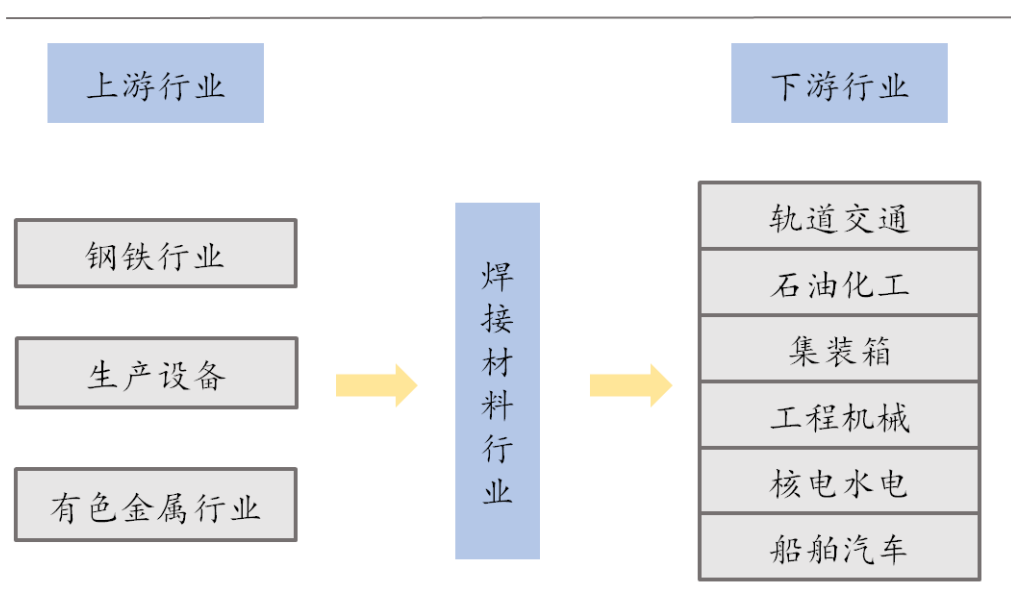 上游行业
下游行业
钢铁行业
生产设备
有色金属行业
焊接材料行业
轨道交通
石油化工
集装箱
工程机械
核电水电
船舶汽车